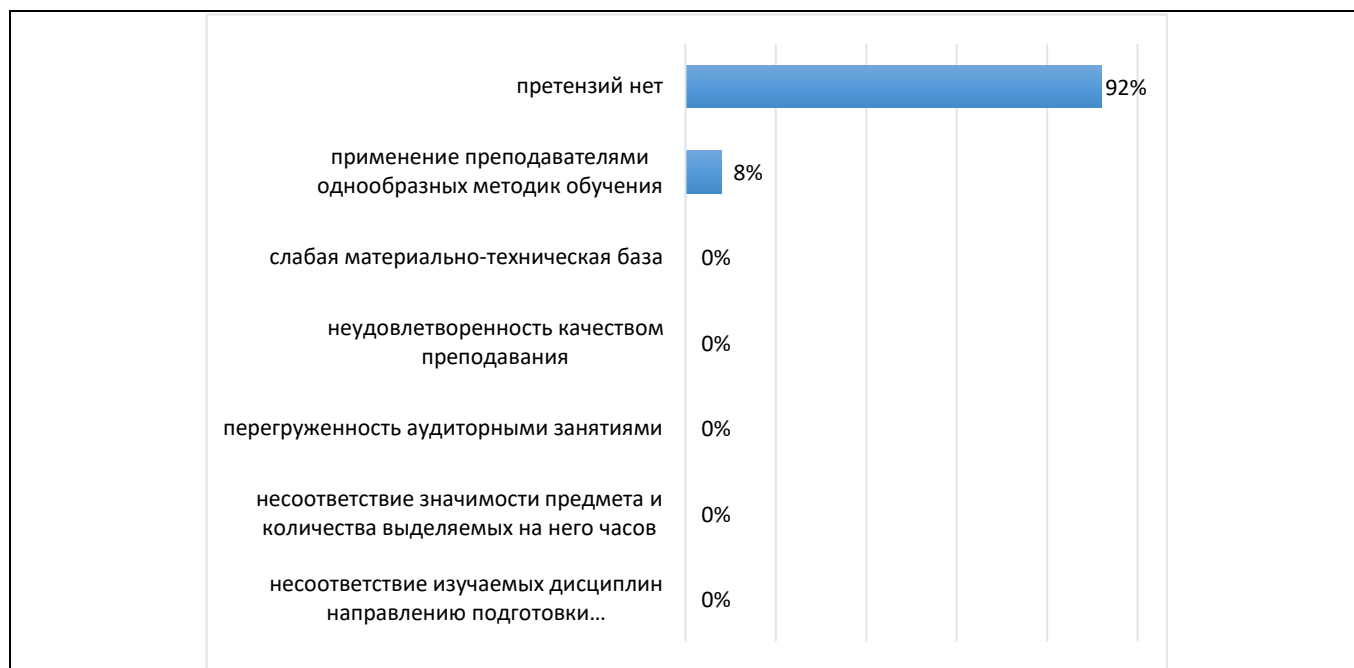 претензий нет
92%
применение преподавателями
однообразных методик обучения
8%
слабая материально-техническая база
0%
неудовлетворенность качеством
преподавания
0%
перегруженность аудиторными занятиями
0%
несоответствие значимости предмета и
количества выделяемых на него часов
0%
несоответствие изучаемых дисциплин
направлению подготовки…
0%